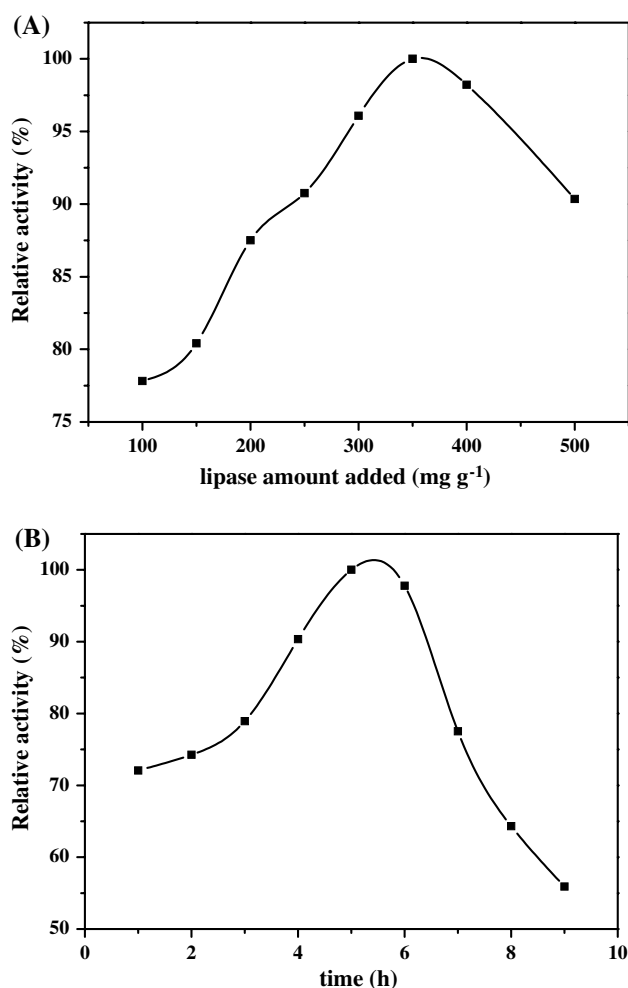 (A)
100
95
90
85
80
75
Relative activity (%)
100 200 300 400 500
lipase amount added (mg g-1)
(B)
100
90
80
70
60
50
Relative activity (%)
0 2 4 6 8 10
time (h)